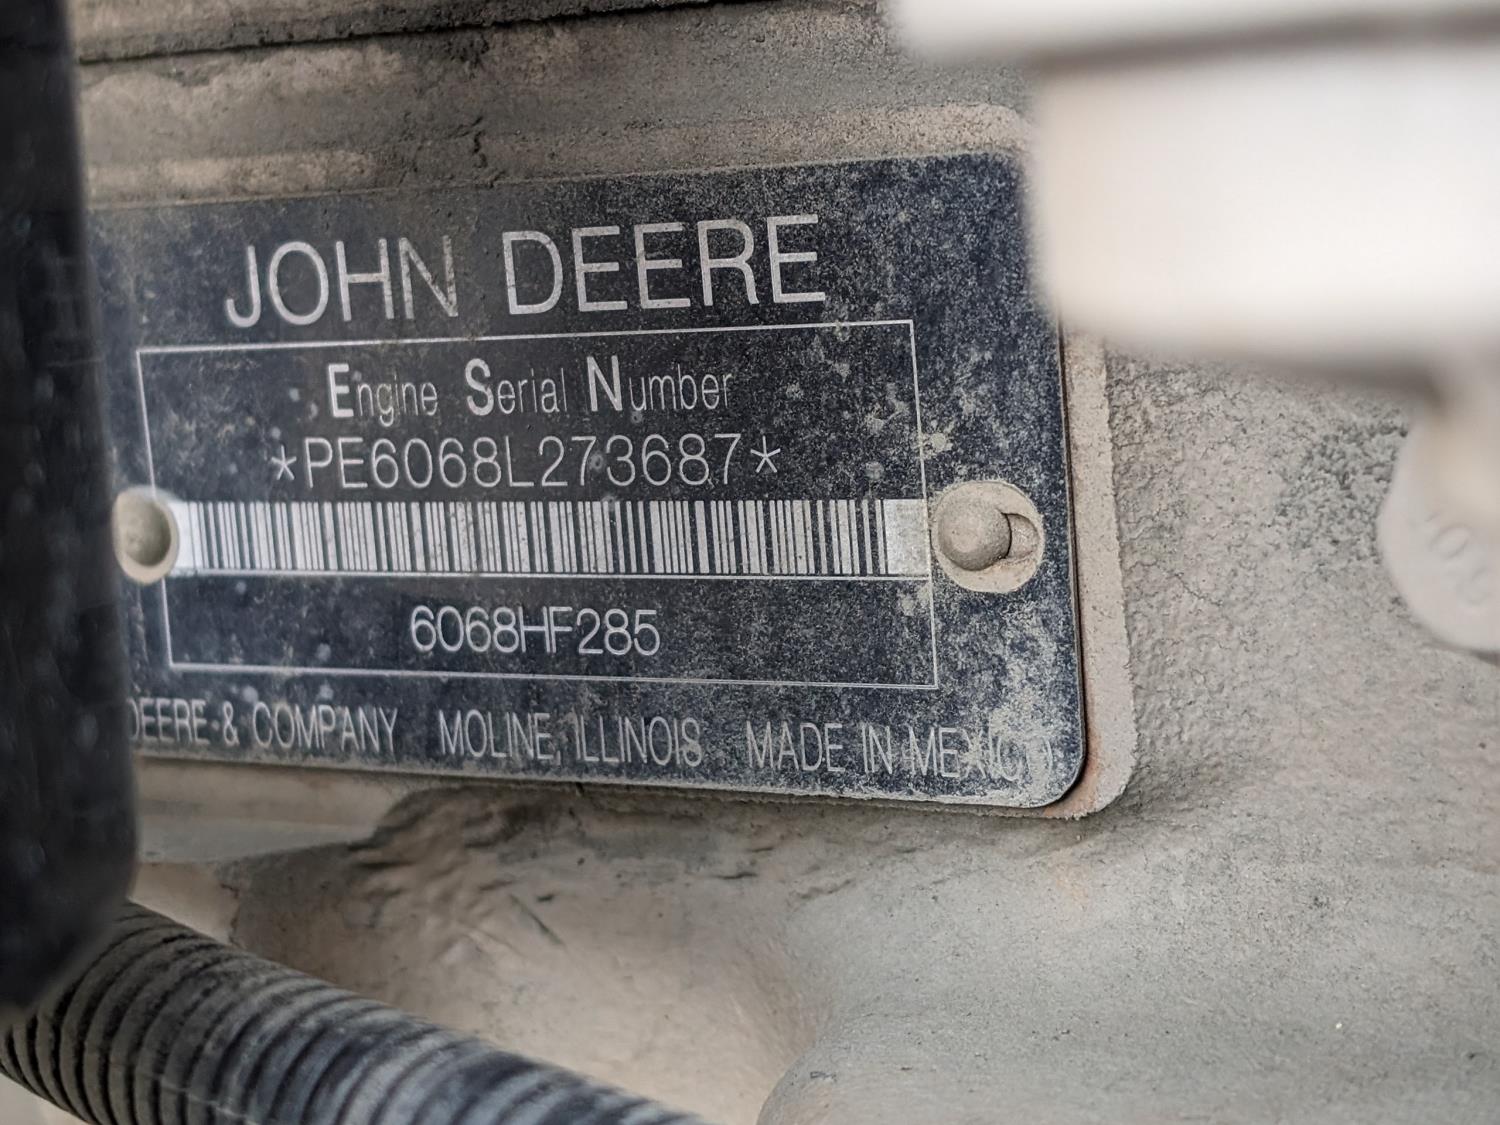 JOHN DEERE
Engine Serial Number
*PE6068L273687*
6068HF285
DEERE & COMPANY MOLINE, ILLINOIS MADE IN MEXICO